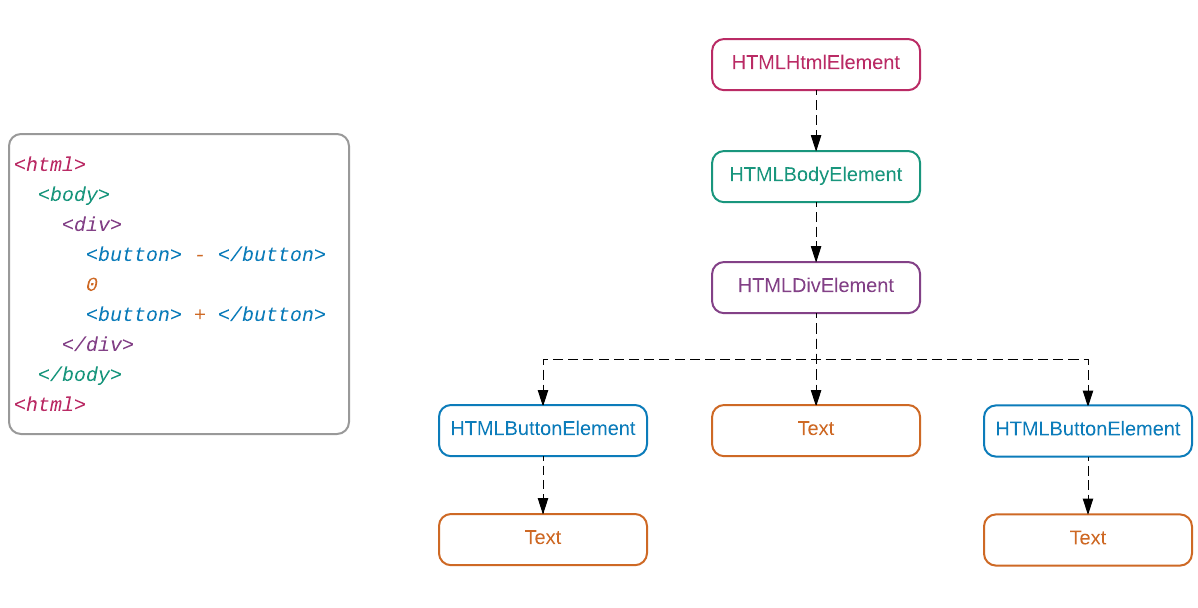 <html>
<body>
<div>
<button> - </button>
0
<button> + </button>
</div>
</body>
<html>
HTMLHtmlElement
HTMLBodyElement
HTMLDivElement
HTMLButtonElement
Text
HTMLButtonElement
Text
Text